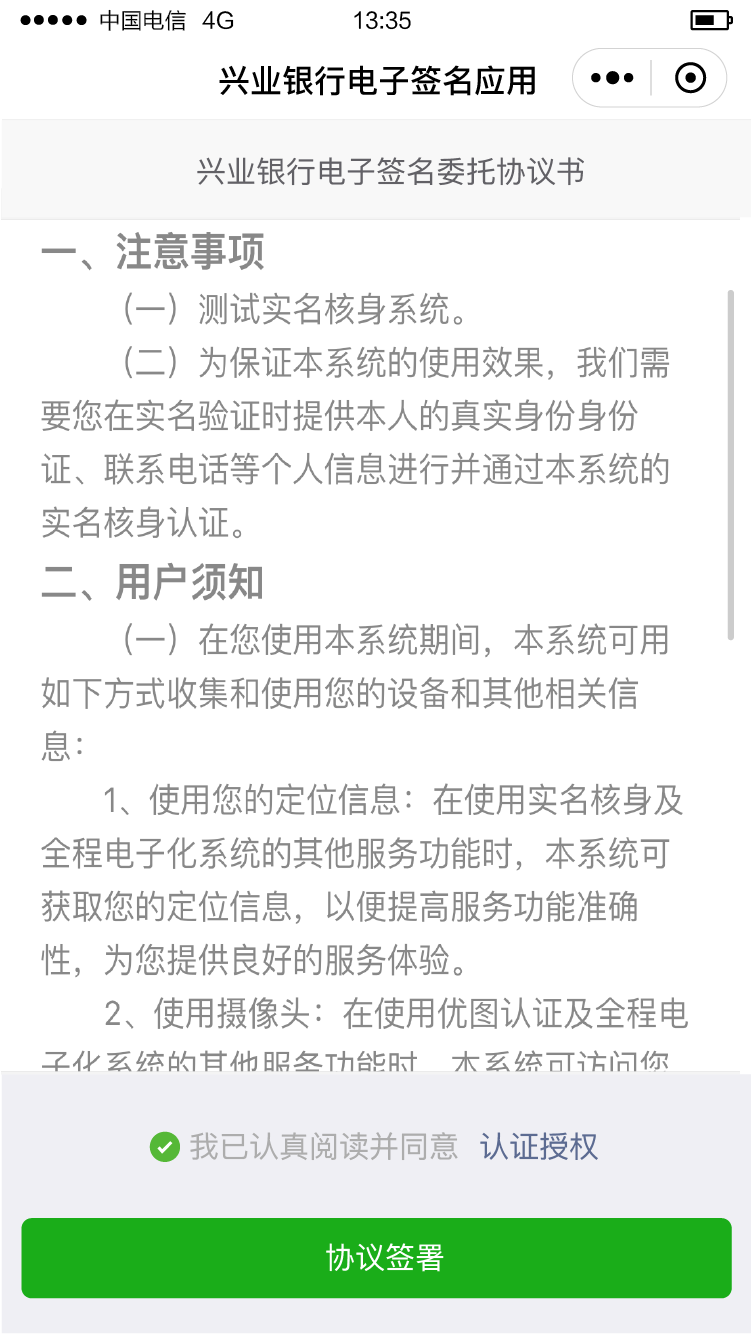 中国电信 4G 13:35
兴业银行电子签名应用
兴业银行电子签名委托协议书
一、注意事项
（一）测试实名核身系统。
（二）为保证本系统的使用效果，我们需
要您在实名验证时提供本人的真实身份身份
证、联系电话等个人信息进行并通过本系统的
实名核身认证。
二、用户须知
（一）在您使用本系统期间，本系统可用
如下方式收集和使用您的设备和其他相关信
息：
1、使用您的定位信息：在使用实名核身及
全程电子化系统的其他服务功能时，本系统可
获取您的定位信息，以便提高服务功能准确
性，为您提供良好的服务体验。
2、使用摄像头：在使用优图认证及全程电
子化系统的其他服务功能时，本系统可访问您
我已认真阅读并同意 认证授权
协议签署